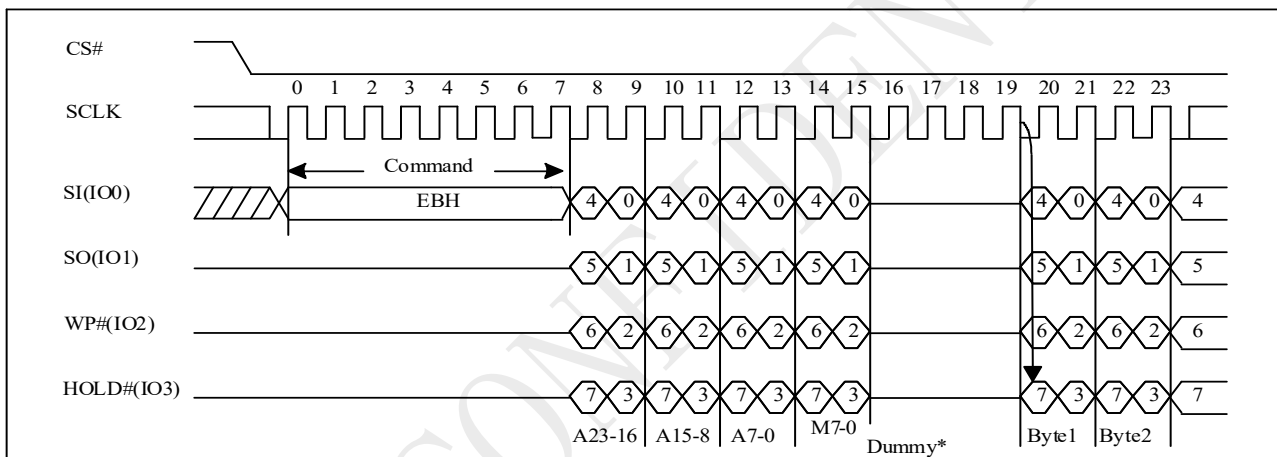 CS#
0 1 2 3 4 5 6 7 8 9 10 11 12 13 14 15 16 17 18 19 20 21 22 23
SCLK
Command
SI(IO0)
EBH 4 0 4 0 4 0 4 0 4 0 4 0 4
SO(IO1)
5 1 5 1 5 1 5 1 5 1 5 1 5
WP#(IO2)
6 2 6 2 6 2 6 2 6 2 6 2 6
HOLD#(IO3)
7 3 7 3 7 3 7 3 7 3 7 3 7
A23-16 A15-8 A7-0 M7-0 Dummy* Byte1 Byte2
CONFIDEN